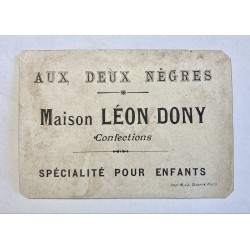 AUX DEUX NÈGRES
Maison LÉON DONY
Confections
SPÉCIALITÉ POUR ENFANTS